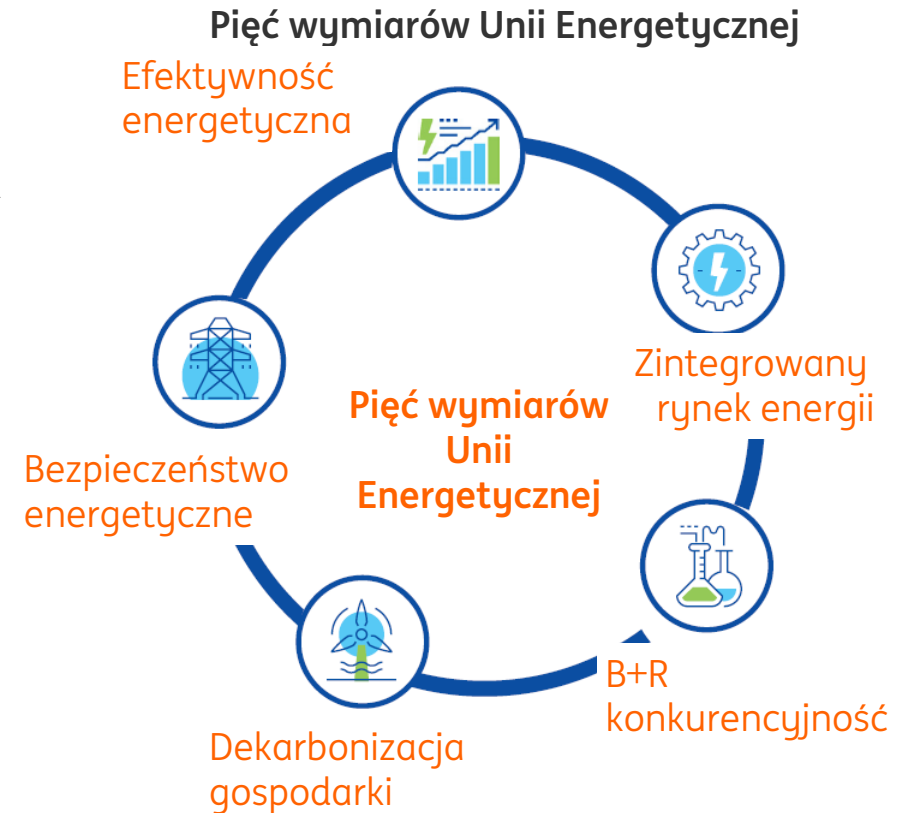 Pięć wymiarów Unii Energetycznej
Efektywność
energetyczna
Zintegrowany
rynek energii
Pięć wymiarów
Unii
Energetycznej
Bezpieczeństwo
energetyczne
B+R
konkurencyjność
Dekarbonizacja
gospodarki